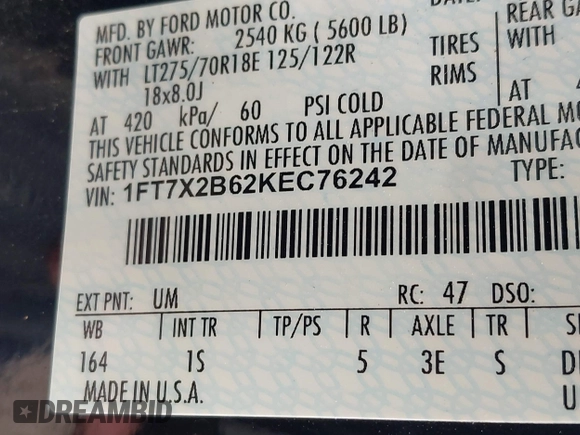 MFD. BY FORD MOTOR CO.
FRONT GAWR: 2540 KG ( 5600 LB)
REAR
WITH LT275/70R18E 125/122R TIRES WITH
18x8.0J RIMS
AT 420 kPa/ 60 PSI COLD AT
THIS VEHICLE CONFORMS TO ALL APPLICABLE FEDERAL
SAFETY STANDARDS IN EFFECT ON THE DATE OF
VIN: 1FT7X2B62KEC76242 TYPE:
EXT PNT: UM RC: 47 DSO:
WB INT TR TP/PS R AXLE TR
164 1S 5 3E S
MADE IN U.S.A.
DREAMBID